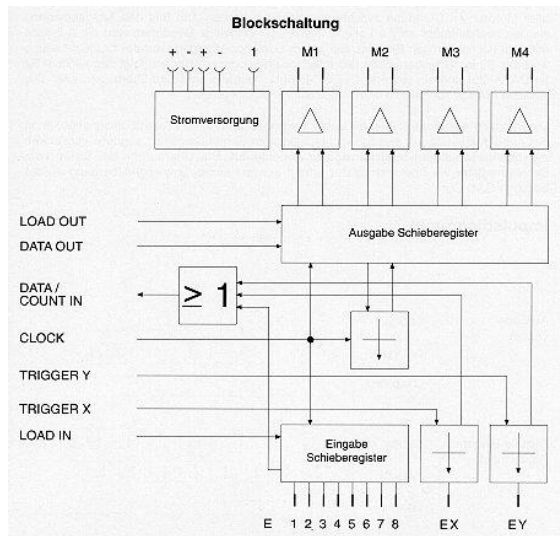 Blockschaltung
+ - + - 1 M1 M2 M3 M4
Stromversorgung
LOAD OUT
Ausgabe Schieberegister
DATA OUT
DATA /
COUNT IN
≥ 1
CLOCK
TRIGGER Y
TRIGGER X
LOAD IN
Eingabe
Schieberegister
E 1 2 3 4 5 6 7 8 EX EY